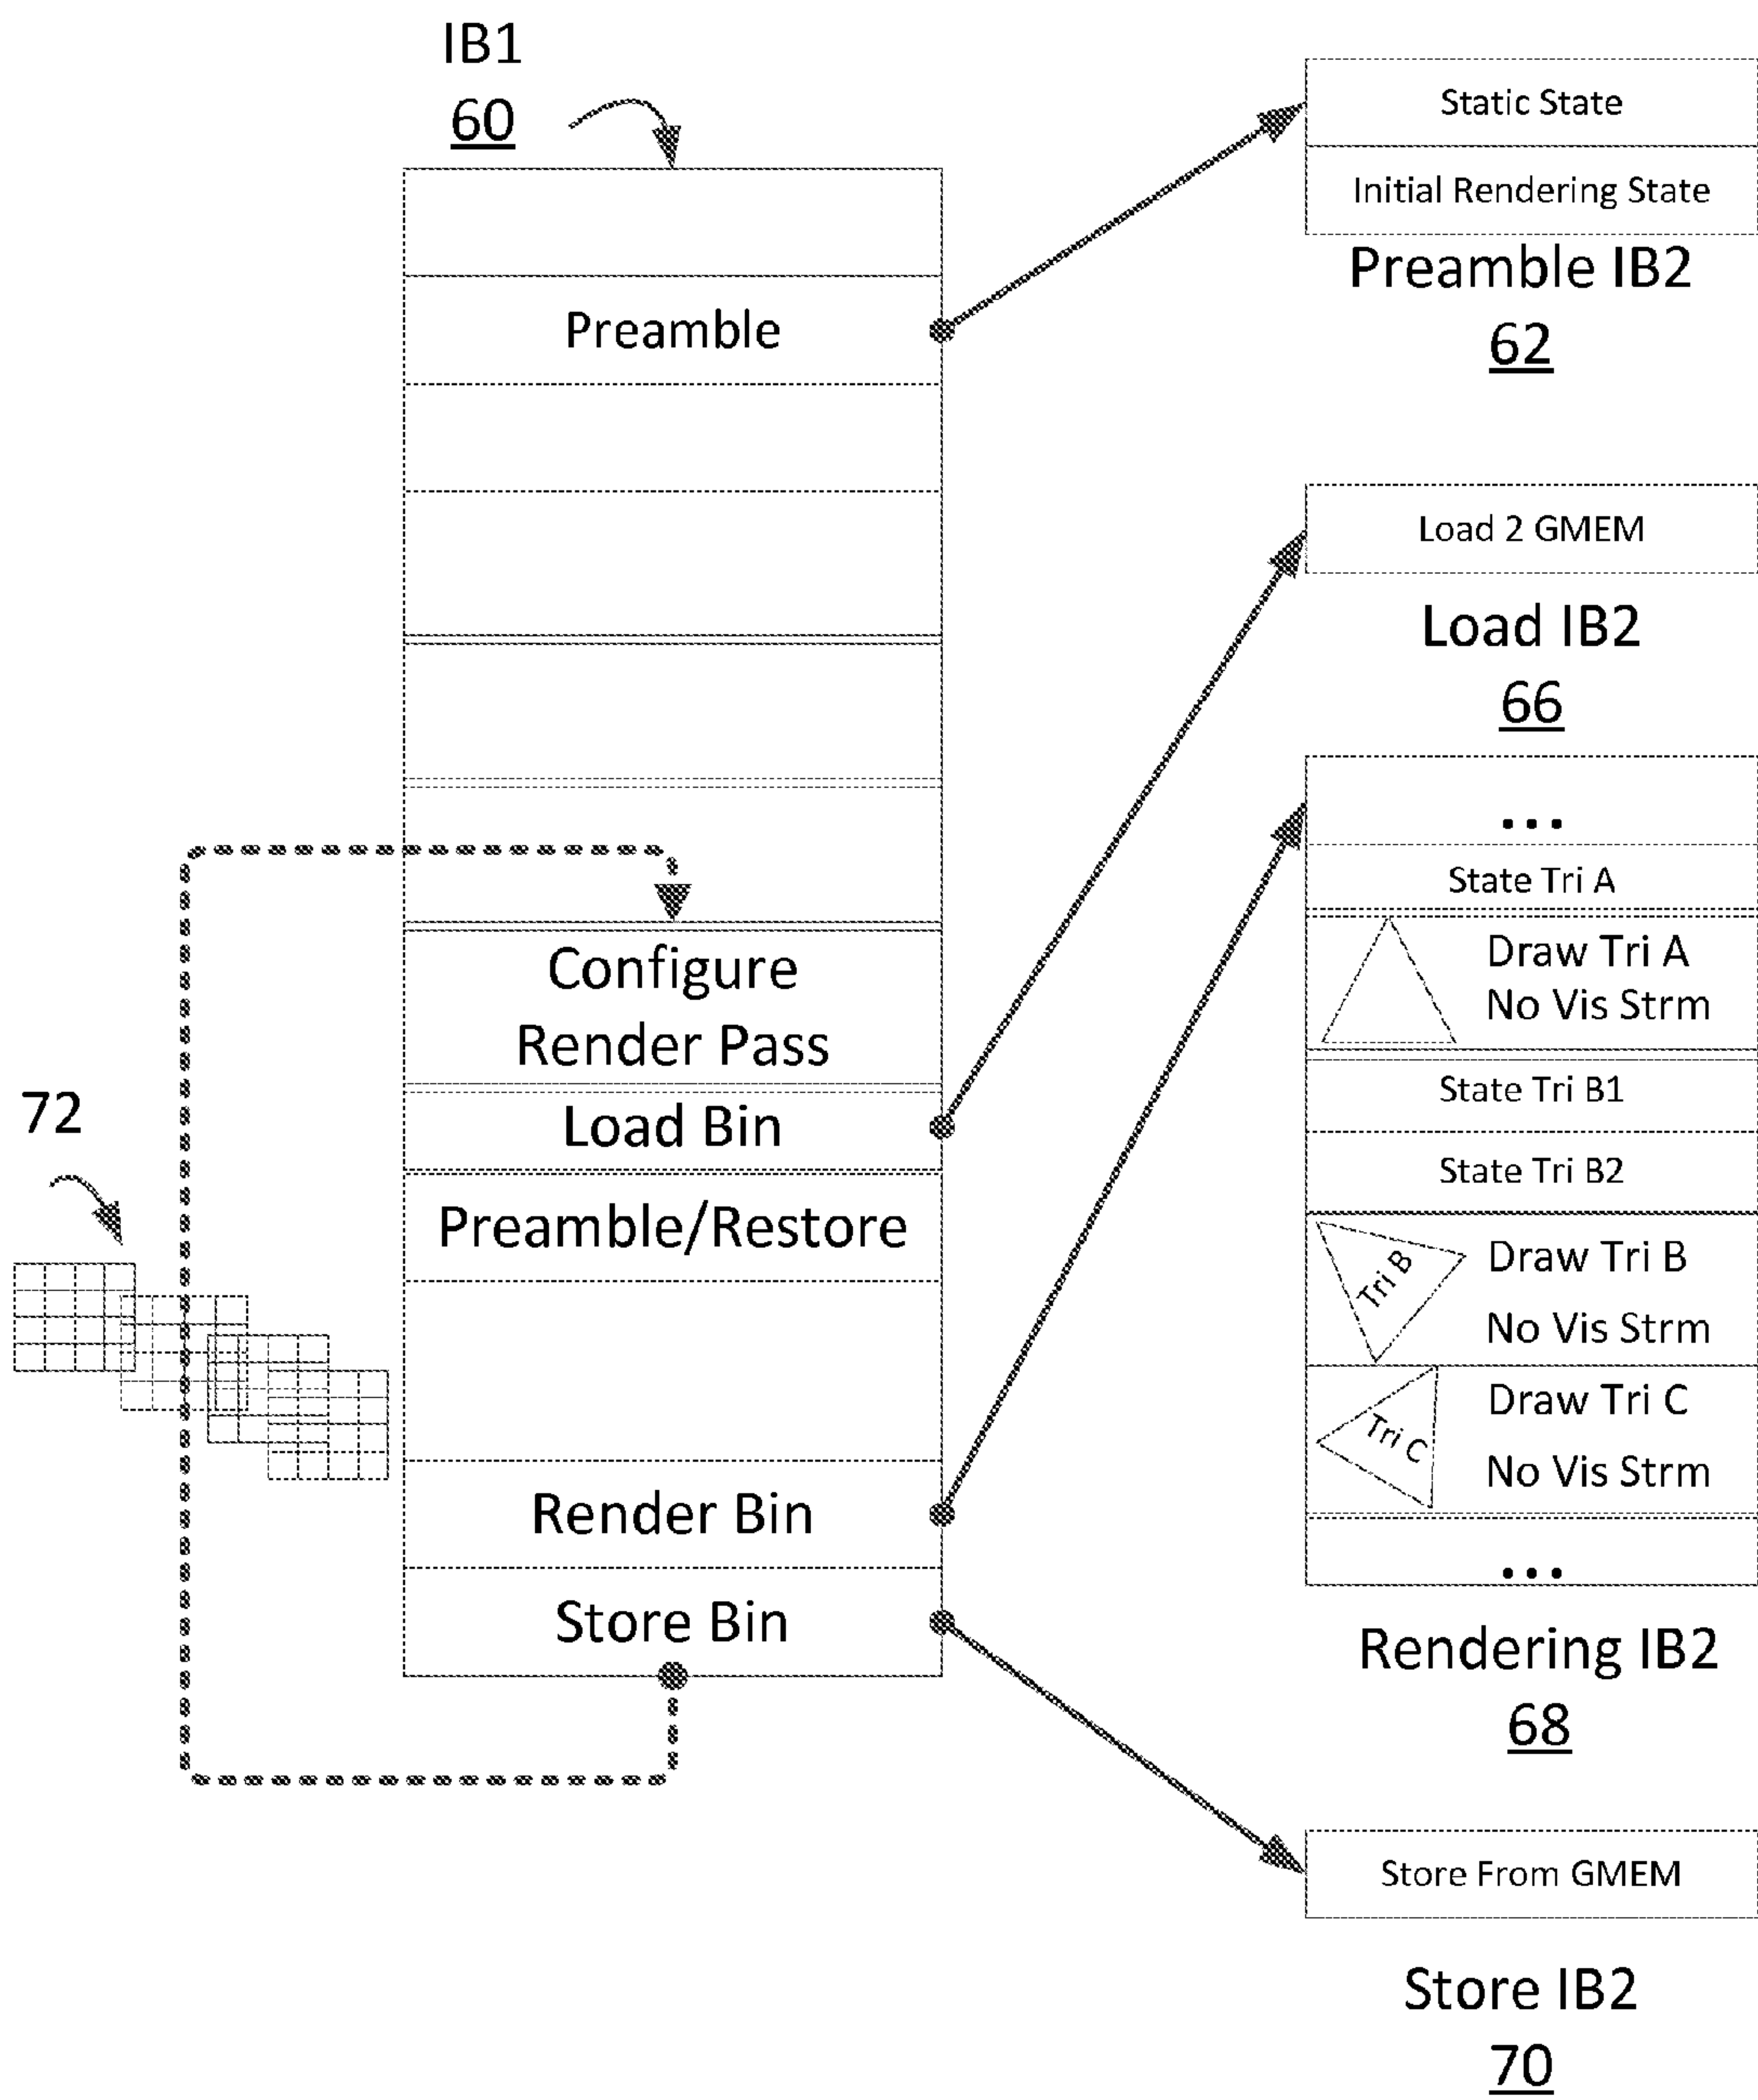 IB1
60
Preamble
Configure
Render Pass
Load Bin
Preamble/Restore
Render Bin
Store Bin
72
Static State
Initial Rendering State
Preamble IB2
62
Load 2 GMEM
Load IB2
66
...
State Tri A
Draw Tri A
No Vis Strm
State Tri B1
State Tri B2
Tri B
Draw Tri B
No Vis Strm
Tri C
Draw Tri C
No Vis Strm
...
Rendering IB2
68
Store From GMEM
Store IB2
70